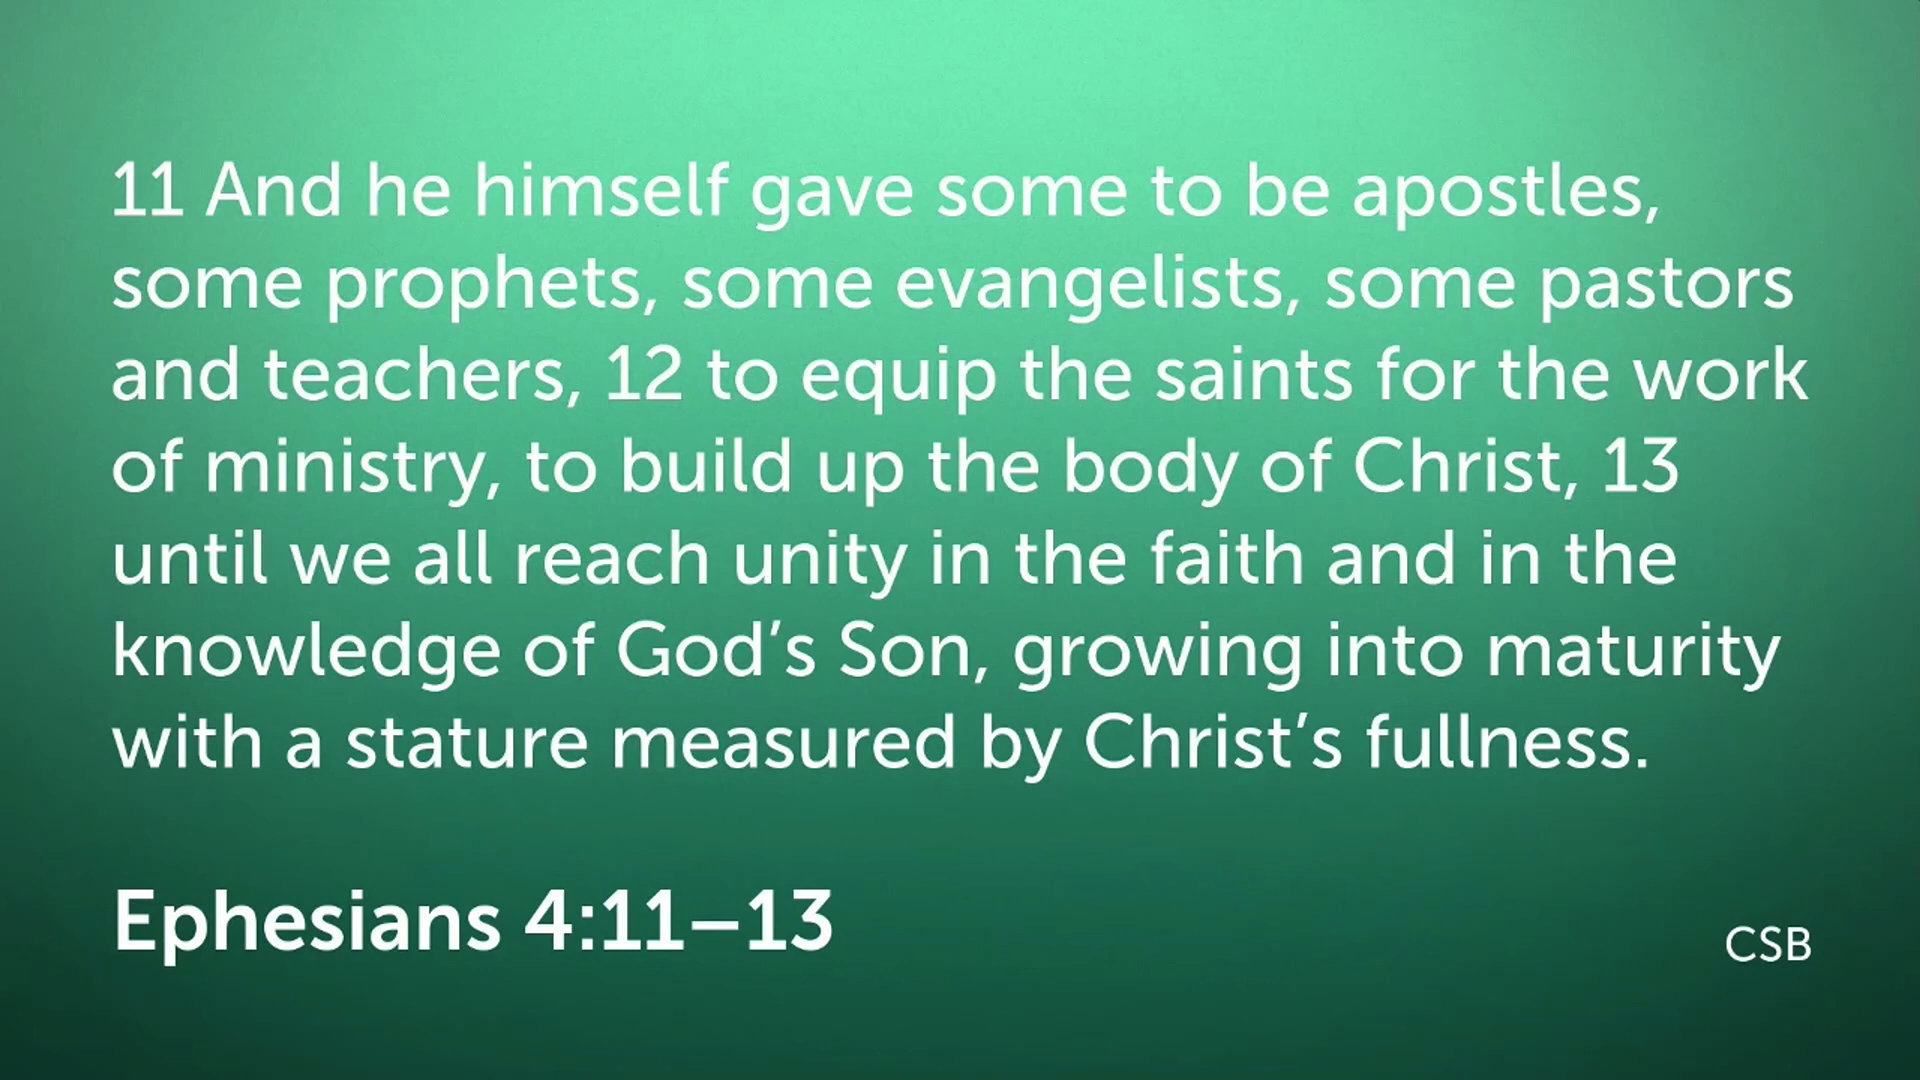 11 And he himself gave some to be apostles,
some prophets, some evangelists, some pastors
and teachers, 12 to equip the saints for the work
of ministry, to build up the body of Christ, 13
until we all reach unity in the faith and in the
knowledge of God’s Son, growing into maturity
with a stature measured by Christ’s fullness.
Ephesians 4:11–13
CSB